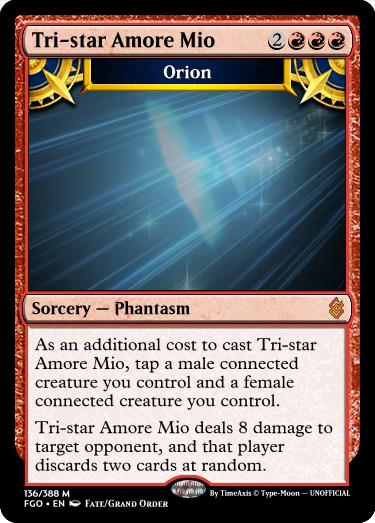 Tri-star Amore Mio 2
Orion
Sorcery — Phantasm
As an additional cost to cast Tri-star
Amore Mio, tap a male connected
creature you control and a female
connected creature you control.
Tri-star Amore Mio deals 8 damage to
target opponent, and that player
discards two cards at random.
136/388 M
FGO • EN Fate/Grand Order
By TimeAxis © Type-Moon — UNOFFICIAL